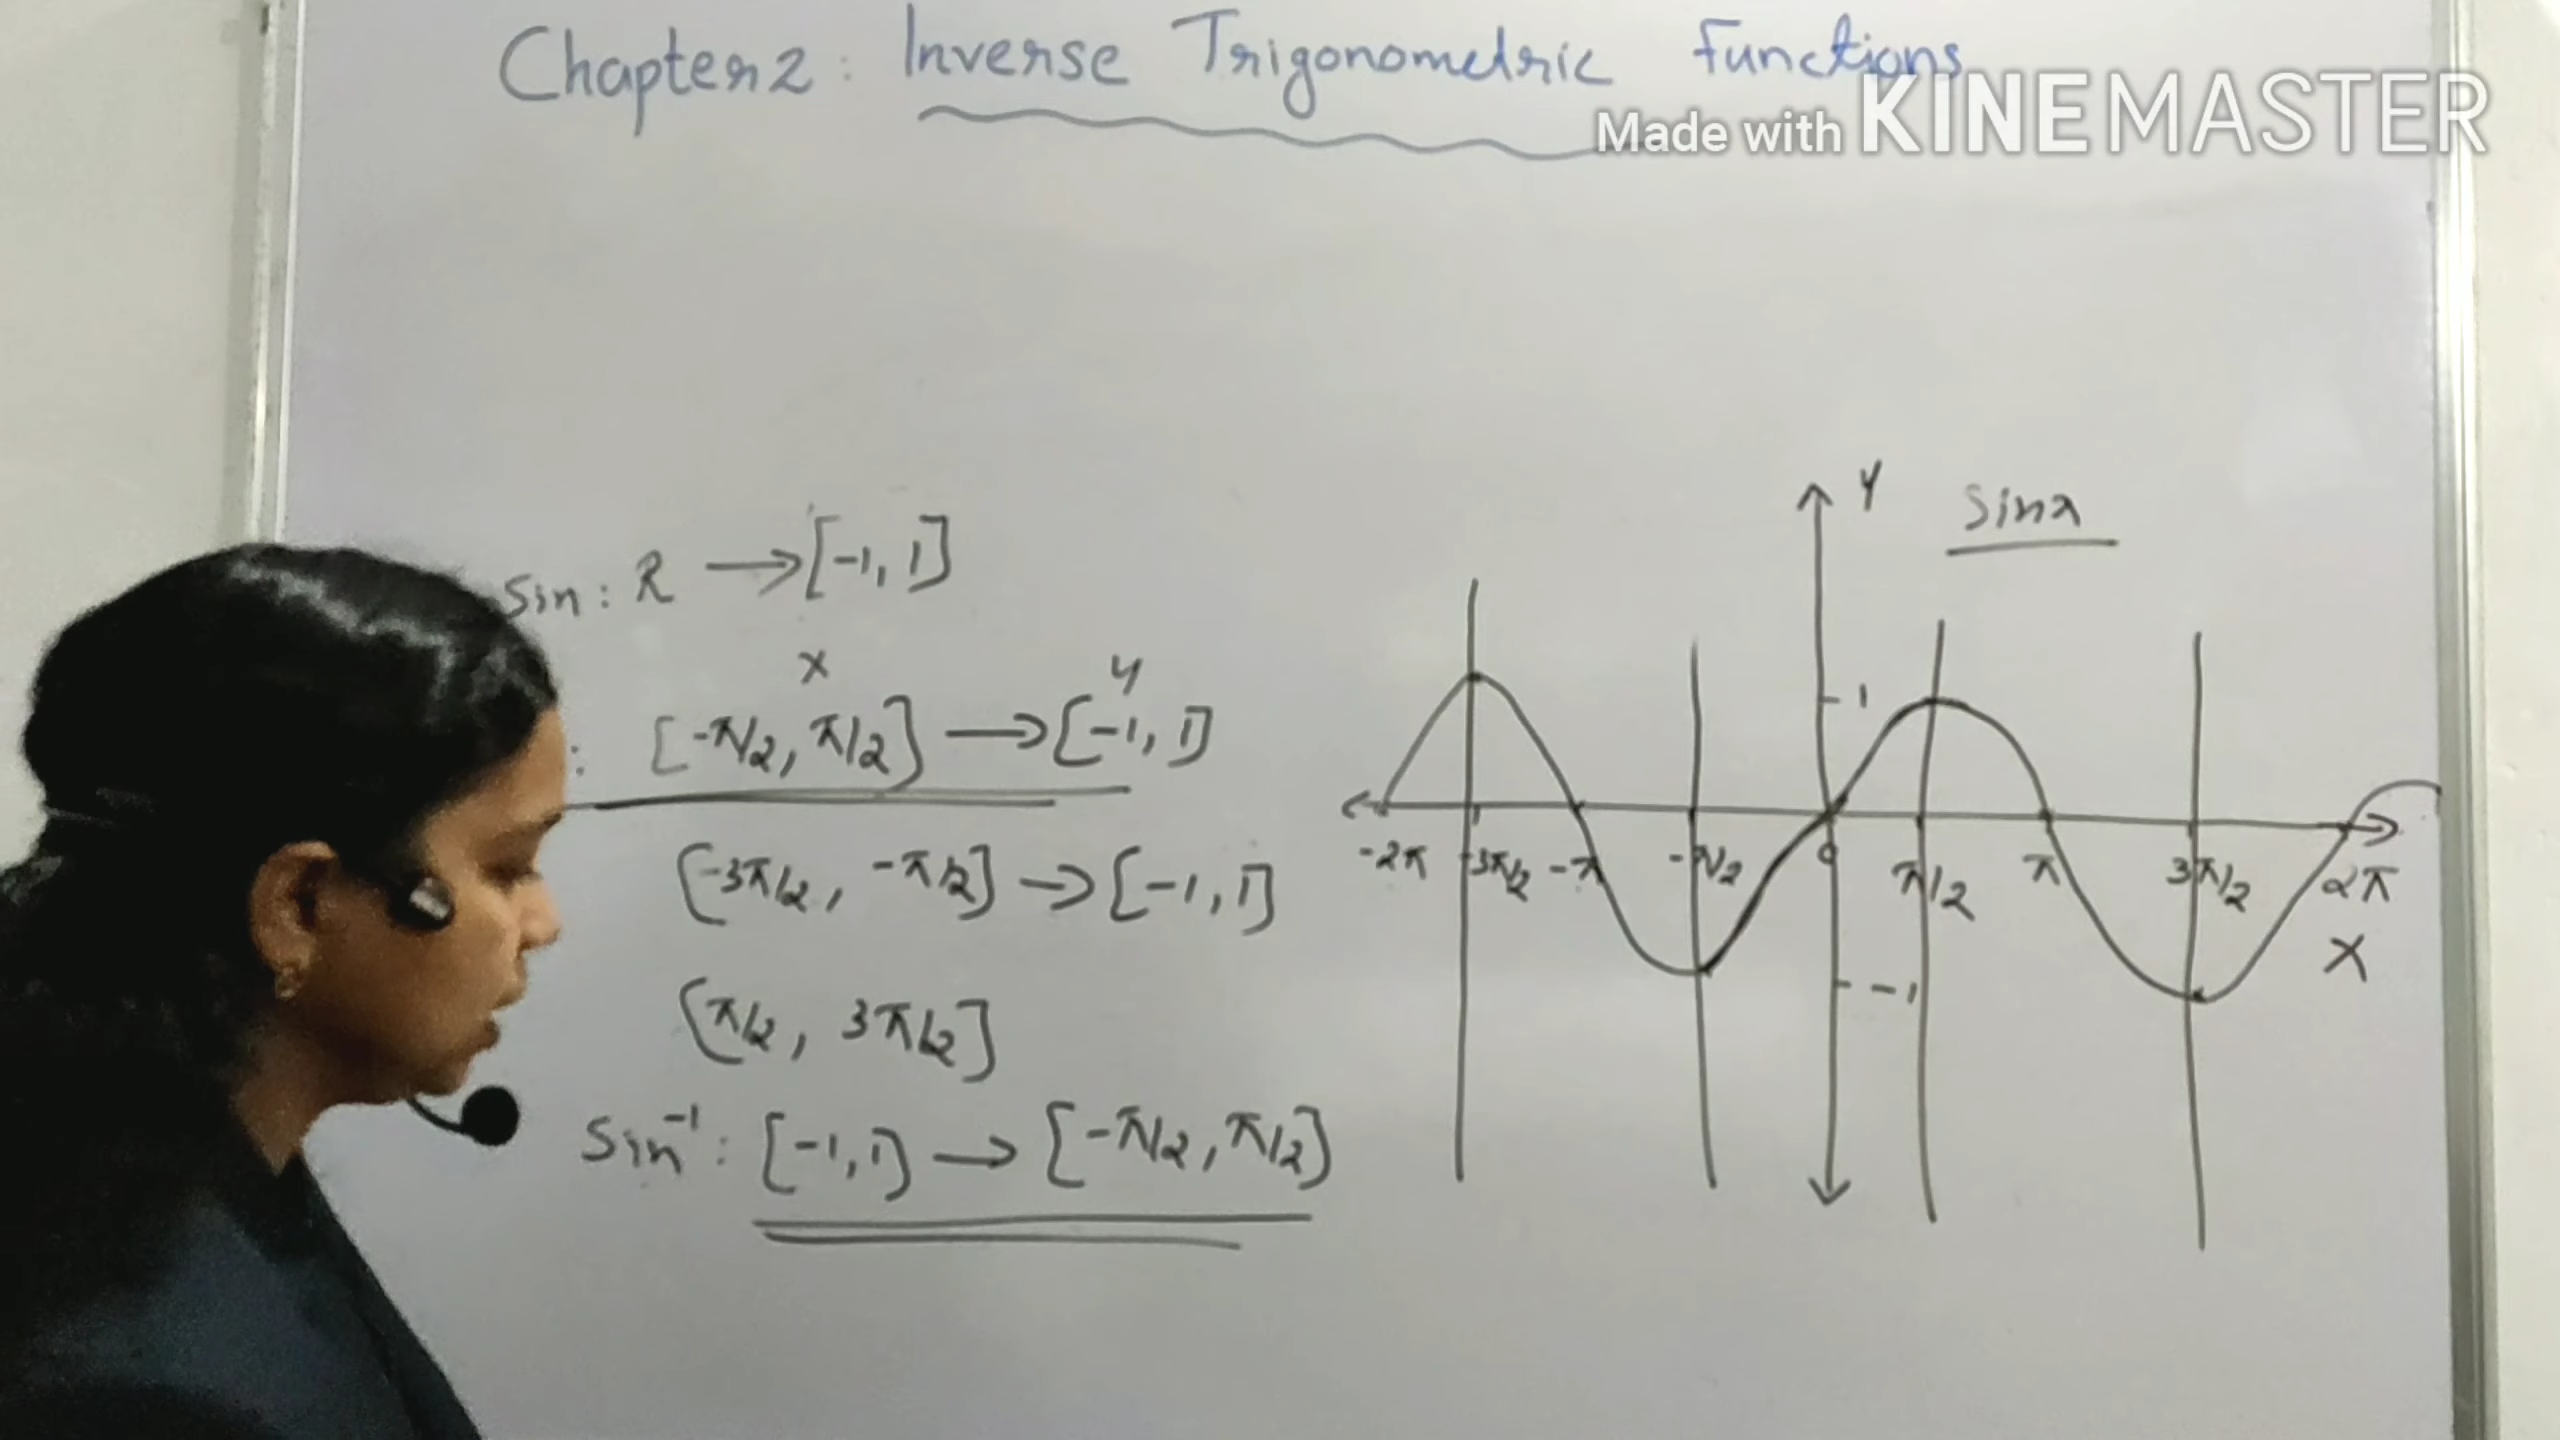 Chapter 2 : Inverse Trigonometric Functions
Made with KINEMASTER
Sin : R → [-1, 1]
x y
: [-π/2, π/2] → [-1, 1]
[-3π/2, -π/2] → [-1, 1]
[π/2, 3π/2]
Sin⁻¹ : [-1, 1] → [-π/2, π/2]
Y
Sinx
1
-2π -3π/2 -π -π/2 0 π/2 π 3π/2 2π
X
-1